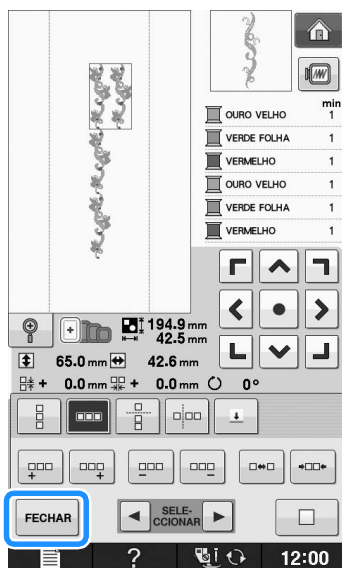 min
OURO VELHO 1
VERDE FOLHA 1
VERMELHO 1
OURO VELHO 1
VERDE FOLHA 1
VERMELHO 1
194.9 mm
42.5 mm
65.0 mm 42.6 mm
+ 0.0 mm + 0.0 mm 0°
FECHAR
SELE-
CCIONAR
? 12:00